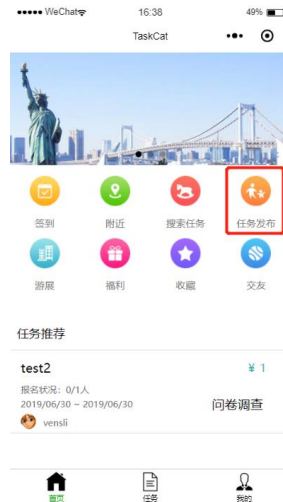 WeChat 16:38 49%
TaskCat
签到 附近 搜索任务 任务发布
游展 福利 收藏 交友
任务推荐
test2 ¥ 1
报名状况: 0/1人
2019/06/30 ~ 2019/06/30 问卷调查
vensli
首页 任务 我的